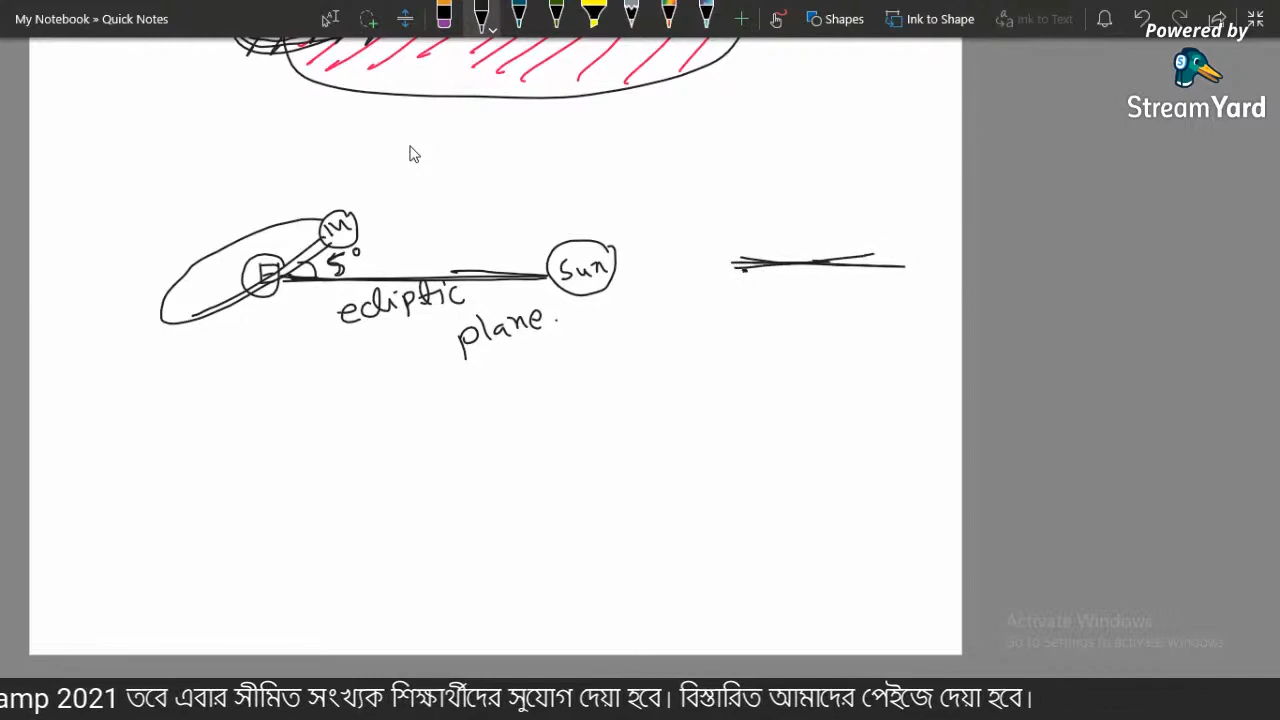 My Notebook » Quick Notes
Shapes
Ink to Shape
Ink to Text
Powered by
S
StreamYard
M
5°
E
Sun
ecliptic
plane.
Activate Windows
Go to Settings to activate Windows.
amp 2021 তবে এবার সীমিত সংখ্যক শিক্ষার্থীদের সুযোগ দেয়া হবে। বিস্তারিত আমাদের পেইজে দেয়া হবে।